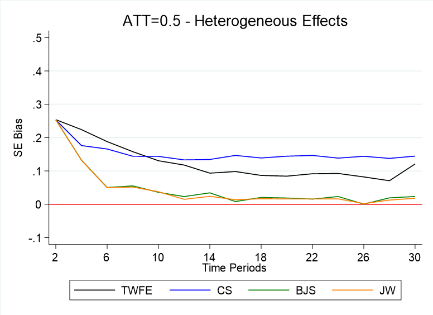 ATT=0.5 - Heterogeneous Effects
SE Bias
.5
.4
.3
.2
.1
0
-.1
2 6 10 14 18 22 26 30
Time Periods
TWFE CS BJS JW